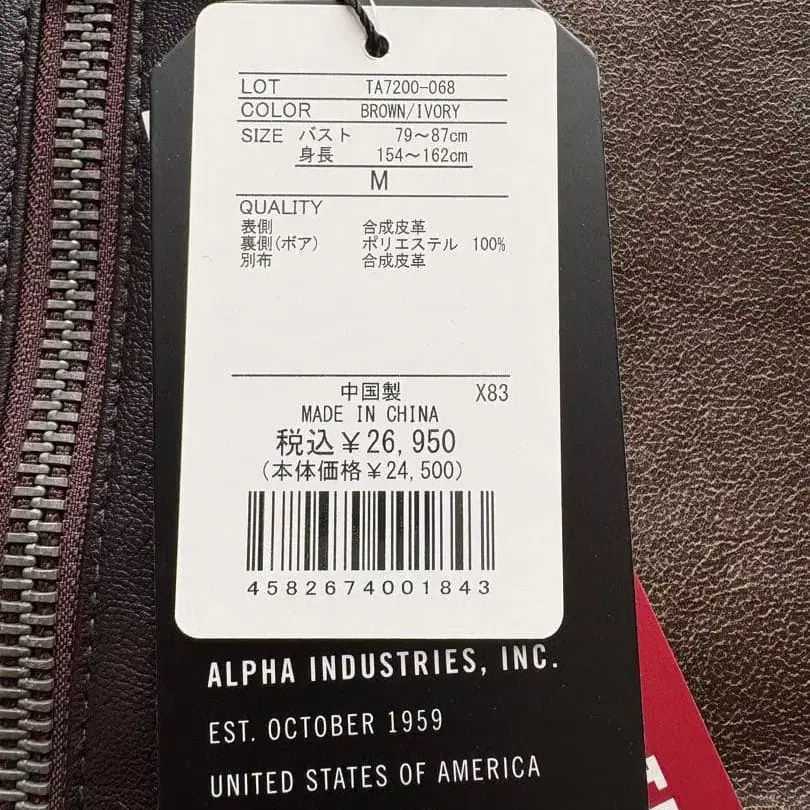 LOT TA7200-068
COLOR BROWN/IVORY
SIZE バスト 79～87cm
身長 154～162cm
M
QUALITY
表側 合成皮革
裏側(ボア) ポリエステル 100%
別布 合成皮革
中国製 X83
MADE IN CHINA
税込￥26,950
(本体価格￥24,500)
4582674001843
ALPHA INDUSTRIES, INC.
EST. OCTOBER 1959
UNITED STATES OF AMERICA